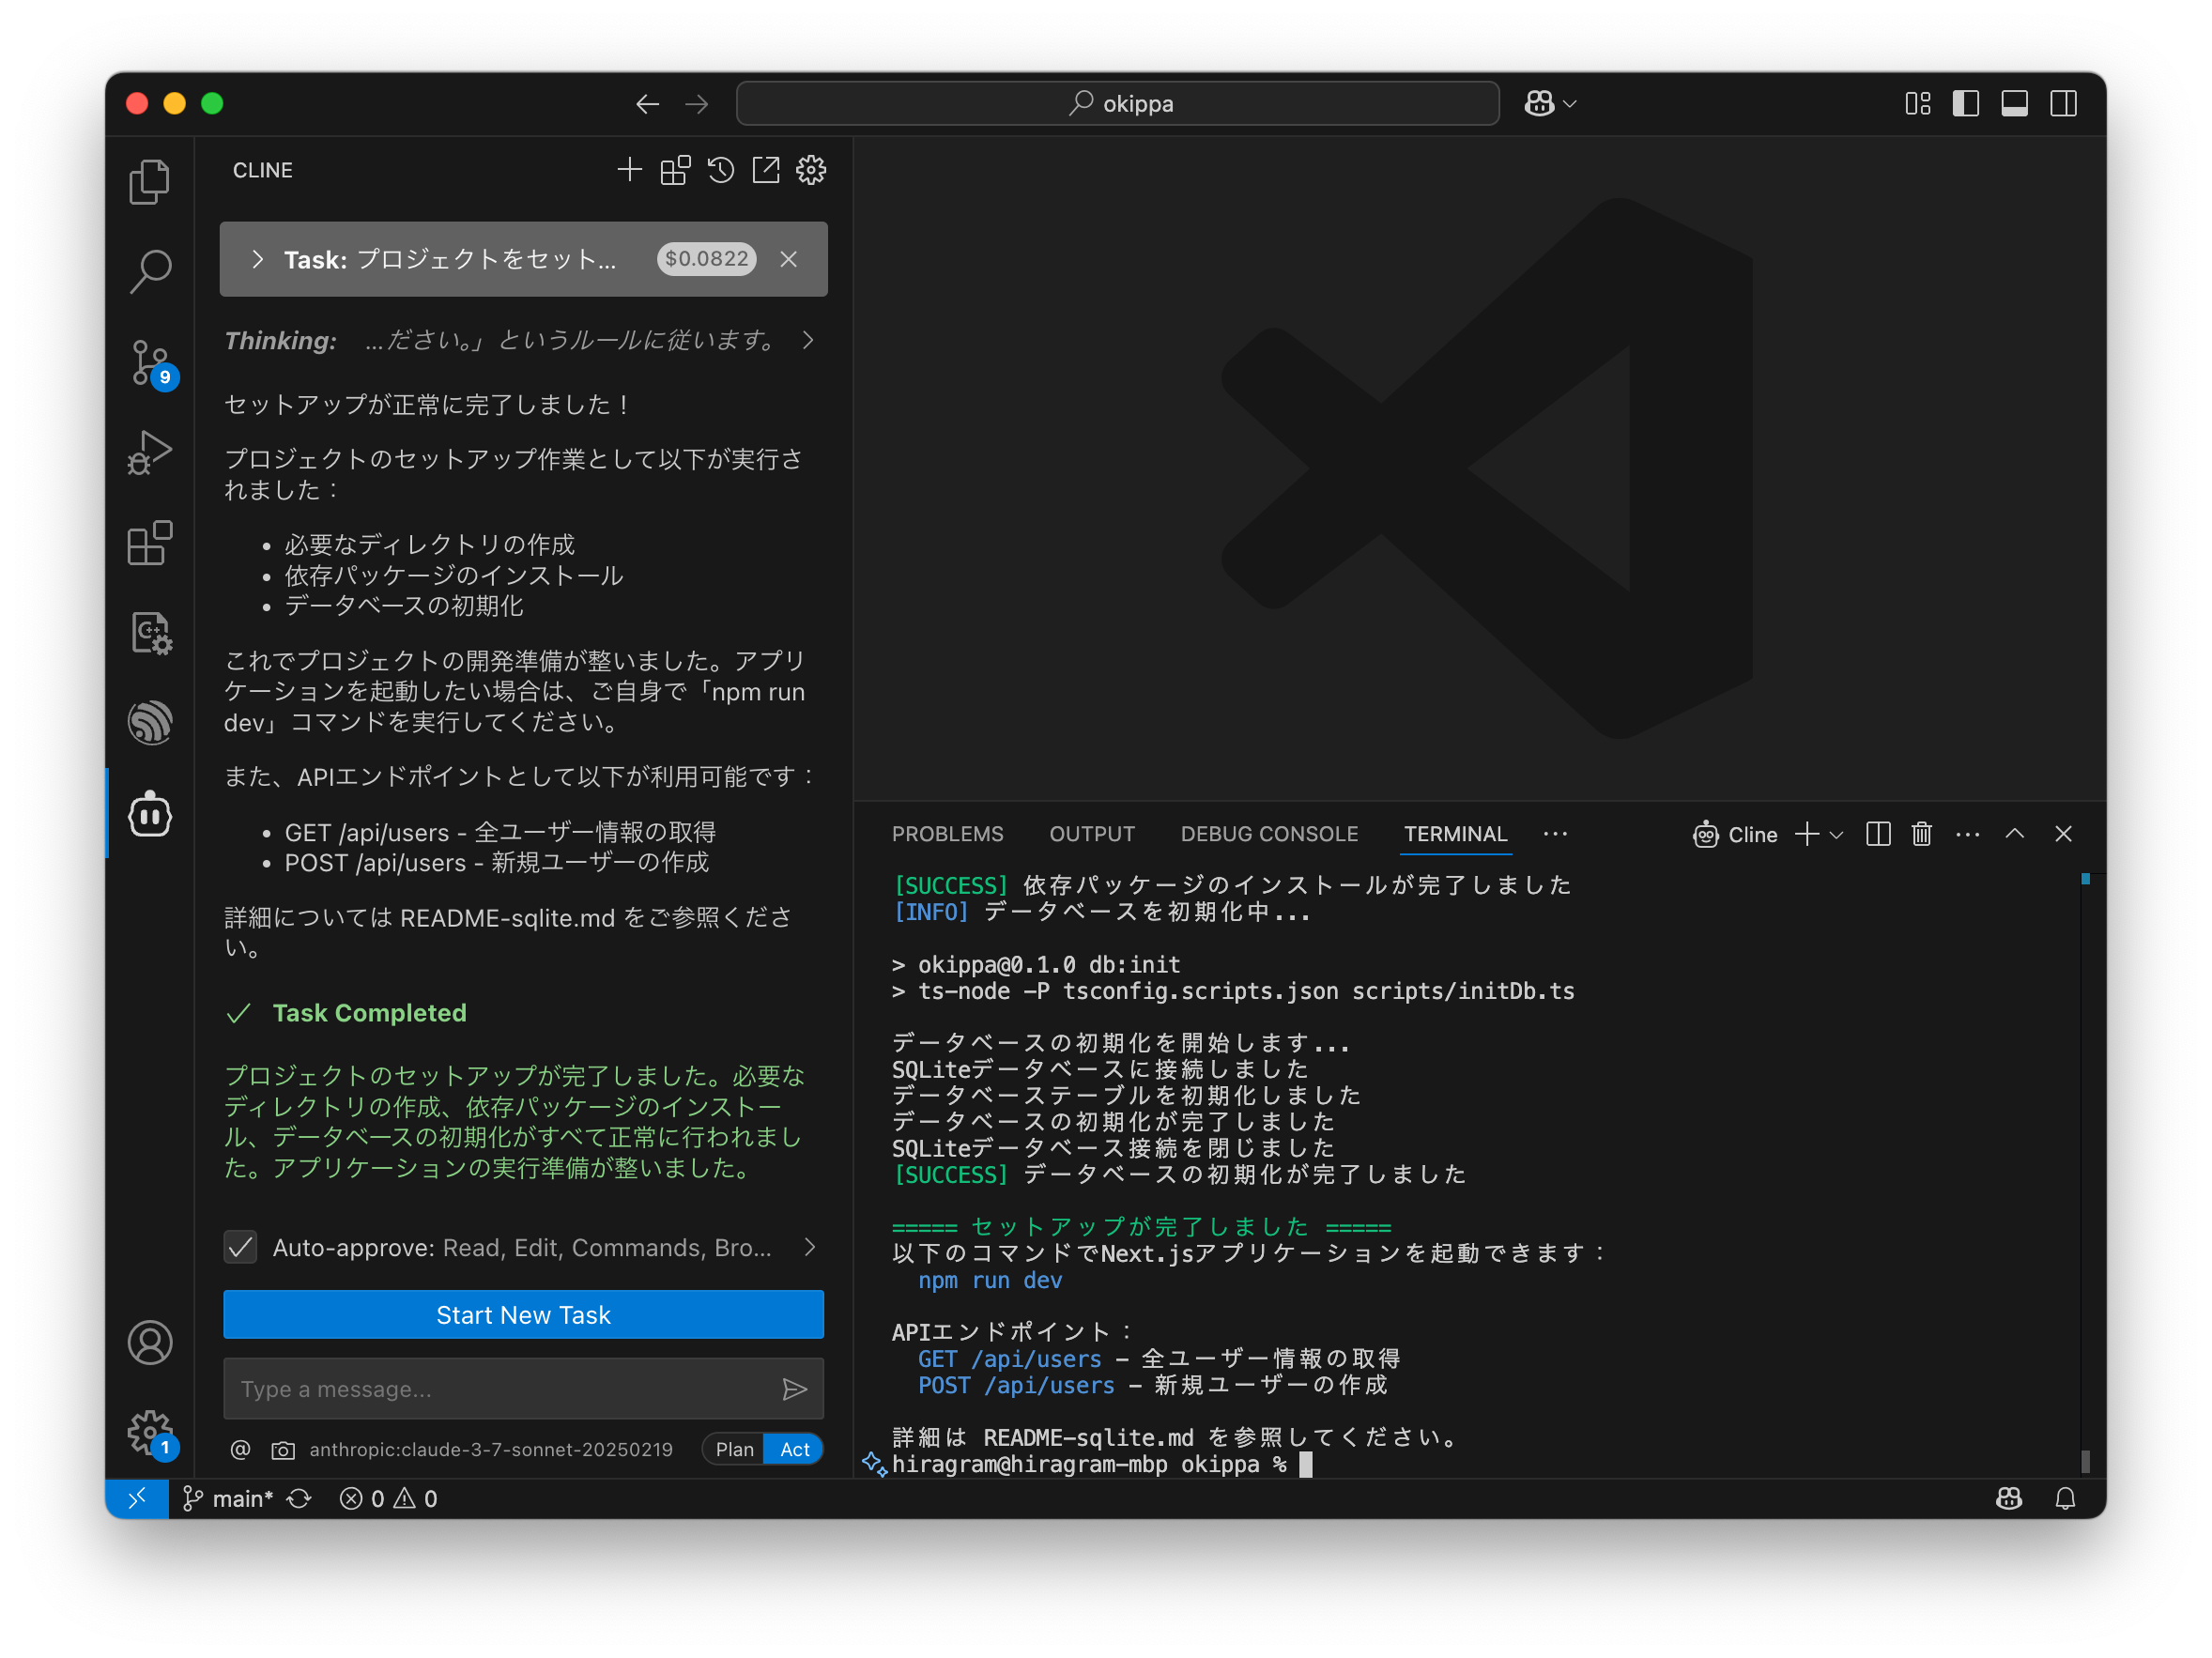 okippa
CLINE
Task: プロジェクトをセット... $0.0822
Thinking: ...ださい。」というルールに従います。
セットアップが正常に完了しました！
プロジェクトのセットアップ作業として以下が実行さ
れました：
• 必要なディレクトリの作成
• 依存パッケージのインストール
• データベースの初期化
これでプロジェクトの開発準備が整いました。アプリ
ケーションを起動したい場合は、ご自身で「npm run
dev」コマンドを実行してください。
また、APIエンドポイントとして以下が利用可能です：
• GET /api/users - 全ユーザー情報の取得
• POST /api/users - 新規ユーザーの作成
詳細については README-sqlite.md をご参照くださ
い。
Task Completed
プロジェクトのセットアップが完了しました。必要な
ディレクトリの作成、依存パッケージのインストー
ル、データベースの初期化がすべて正常に行われまし
た。アプリケーションの実行準備が整いました。
Auto-approve: Read, Edit, Commands, Bro...
Start New Task
Type a message...
@ anthropic:claude-3-7-sonnet-20250219 Plan Act
9
C++
1
PROBLEMS OUTPUT DEBUG CONSOLE TERMINAL ... Cline
[SUCCESS] 依存パッケージのインストールが完了しました
[INFO] データベースを初期化中...
> okippa@0.1.0 db:init
> ts-node -P tsconfig.scripts.json scripts/initDb.ts
データベースの初期化を開始します...
SQLiteデータベースに接続しました
データベーステーブルを初期化しました
データベースの初期化が完了しました
SQLiteデータベース接続を閉じました
[SUCCESS] データベースの初期化が完了しました
===== セットアップが完了しました =====
以下のコマンドでNext.jsアプリケーションを起動できます：
npm run dev
APIエンドポイント：
GET /api/users - 全ユーザー情報の取得
POST /api/users - 新規ユーザーの作成
詳細は README-sqlite.md を参照してください。
hiragram@hiragram-mbp okippa %
main* 0 0